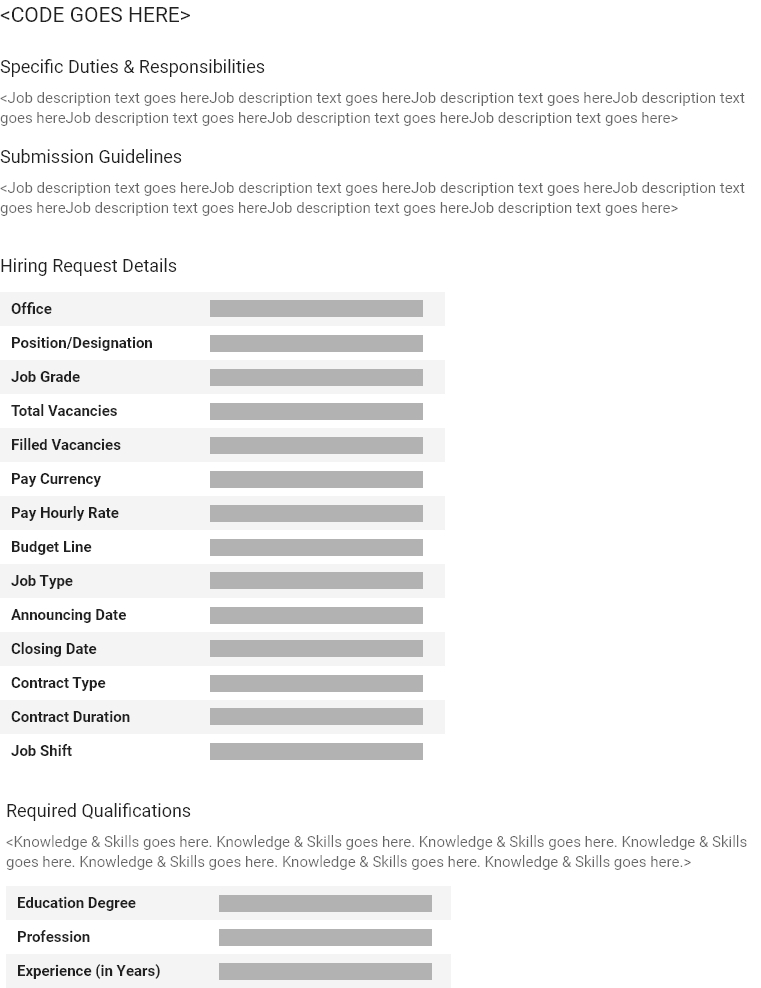 <CODE GOES HERE>
Specific Duties & Responsibilities
<Job description text goes hereJob description text goes hereJob description text goes hereJob description text
goes hereJob description text goes hereJob description text goes hereJob description text goes here>
Submission Guidelines
<Job description text goes hereJob description text goes hereJob description text goes hereJob description text
goes hereJob description text goes hereJob description text goes hereJob description text goes here>
Hiring Request Details
Office
Position/Designation
Job Grade
Total Vacancies
Filled Vacancies
Pay Currency
Pay Hourly Rate
Budget Line
Job Type
Announcing Date
Closing Date
Contract Type
Contract Duration
Job Shift
Required Qualifications
<Knowledge & Skills goes here. Knowledge & Skills goes here. Knowledge & Skills goes here. Knowledge & Skills
goes here. Knowledge & Skills goes here. Knowledge & Skills goes here. Knowledge & Skills goes here.>
Education Degree
Profession
Experience (in Years)